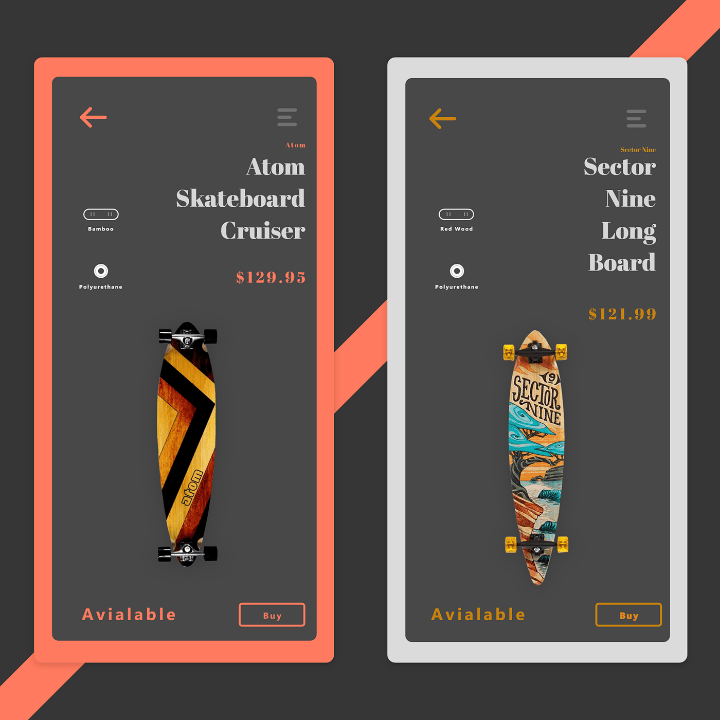 Atom
Atom
Skateboard
Cruiser
Bamboo
Polyurethane
$129.95
atom
Avialable
Buy
Sector Nine
Sector
Nine
Long
Board
Red Wood
Polyurethane
$121.99
9
SECTOR
NINE
Avialable
Buy